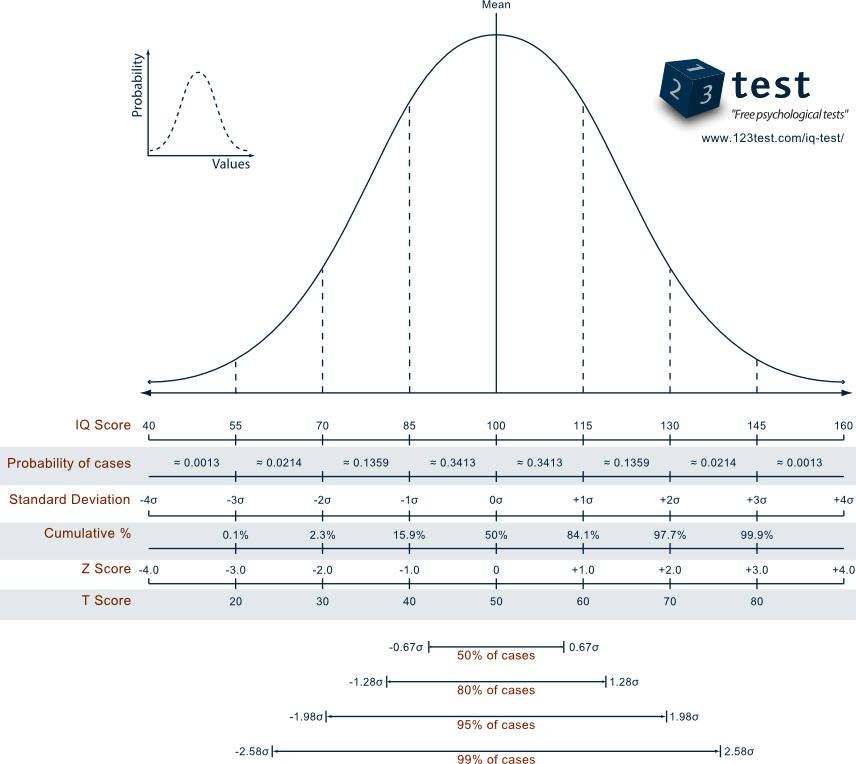 Mean
Probability
Values
1 2 3 test
"Free psychological tests"
www.123test.com/iq-test/
IQ Score 40 55 70 85 100 115 130 145 160
Probability of cases ≈ 0.0013 ≈ 0.0214 ≈ 0.1359 ≈ 0.3413 ≈ 0.3413 ≈ 0.1359 ≈ 0.0214 ≈ 0.0013
Standard Deviation -4σ -3σ -2σ -1σ 0σ +1σ +2σ +3σ +4σ
Cumulative % 0.1% 2.3% 15.9% 50% 84.1% 97.7% 99.9%
Z Score -4.0 -3.0 -2.0 -1.0 0 +1.0 +2.0 +3.0 +4.0
T Score 20 30 40 50 60 70 80
-0.67σ 0.67σ
50% of cases
-1.28σ 1.28σ
80% of cases
-1.98σ 1.98σ
95% of cases
-2.58σ 2.58σ
99% of cases